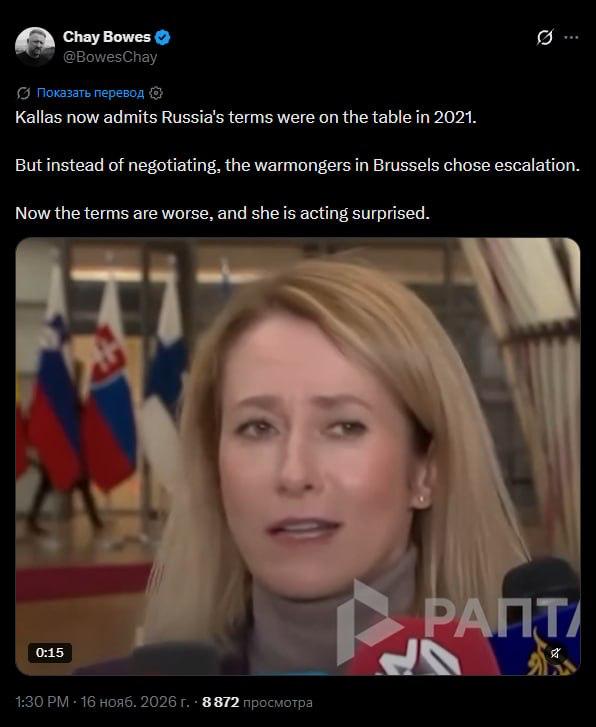 Chay Bowes
@BowesChay
Показать перевод
Kallas now admits Russia's terms were on the table in 2021.
But instead of negotiating, the warmongers in Brussels chose escalation.
Now the terms are worse, and she is acting surprised.
РАПТ
0:15
1:30 PM · 16 нояб. 2026 г. · 8 872 просмотра